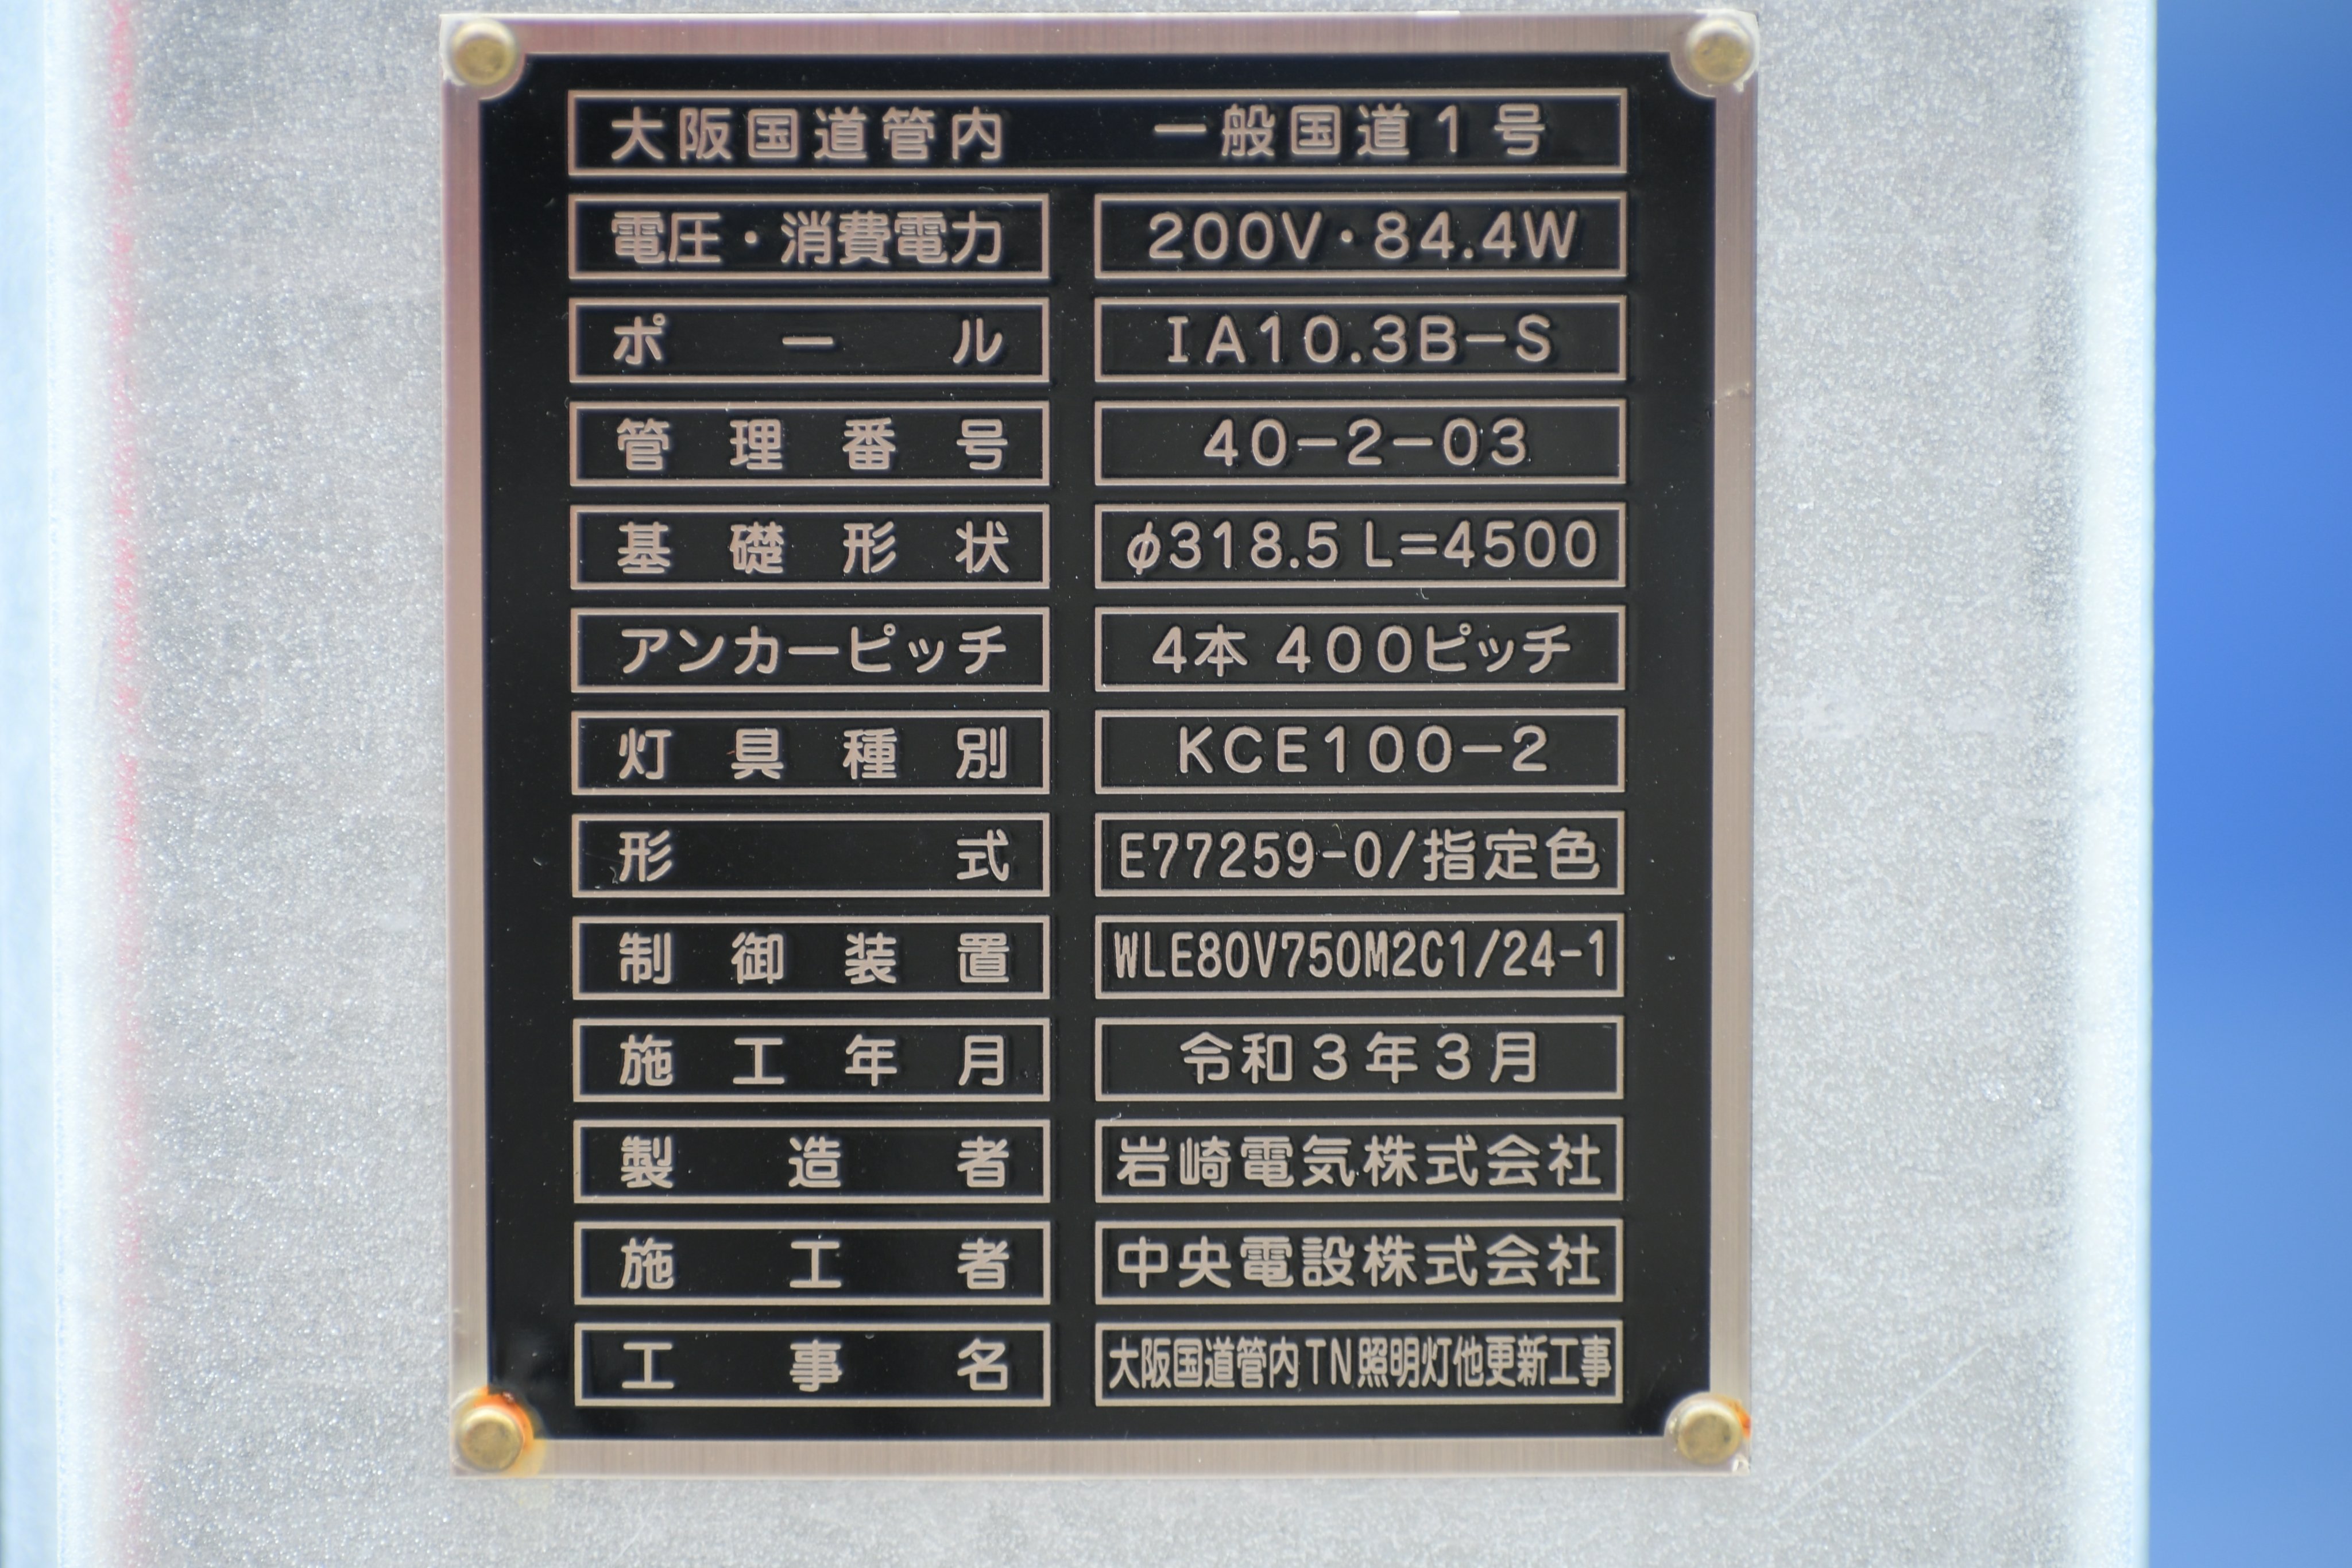 大阪国道管内 一般国道1号
電圧・消費電力 200V・84.4W
ポール IA10.3B-S
管理番号 40-2-03
基礎形状 φ318.5 L=4500
アンカーピッチ 4本 400ピッチ
灯具種別 KCE100-2
形式 E77259-0/指定色
制御装置 WLE80V750M2C1/24-1
施工年月 令和3年3月
製造者 岩崎電気株式会社
施工者 中央電設株式会社
工事名 大阪国道管内TN照明灯他更新工事